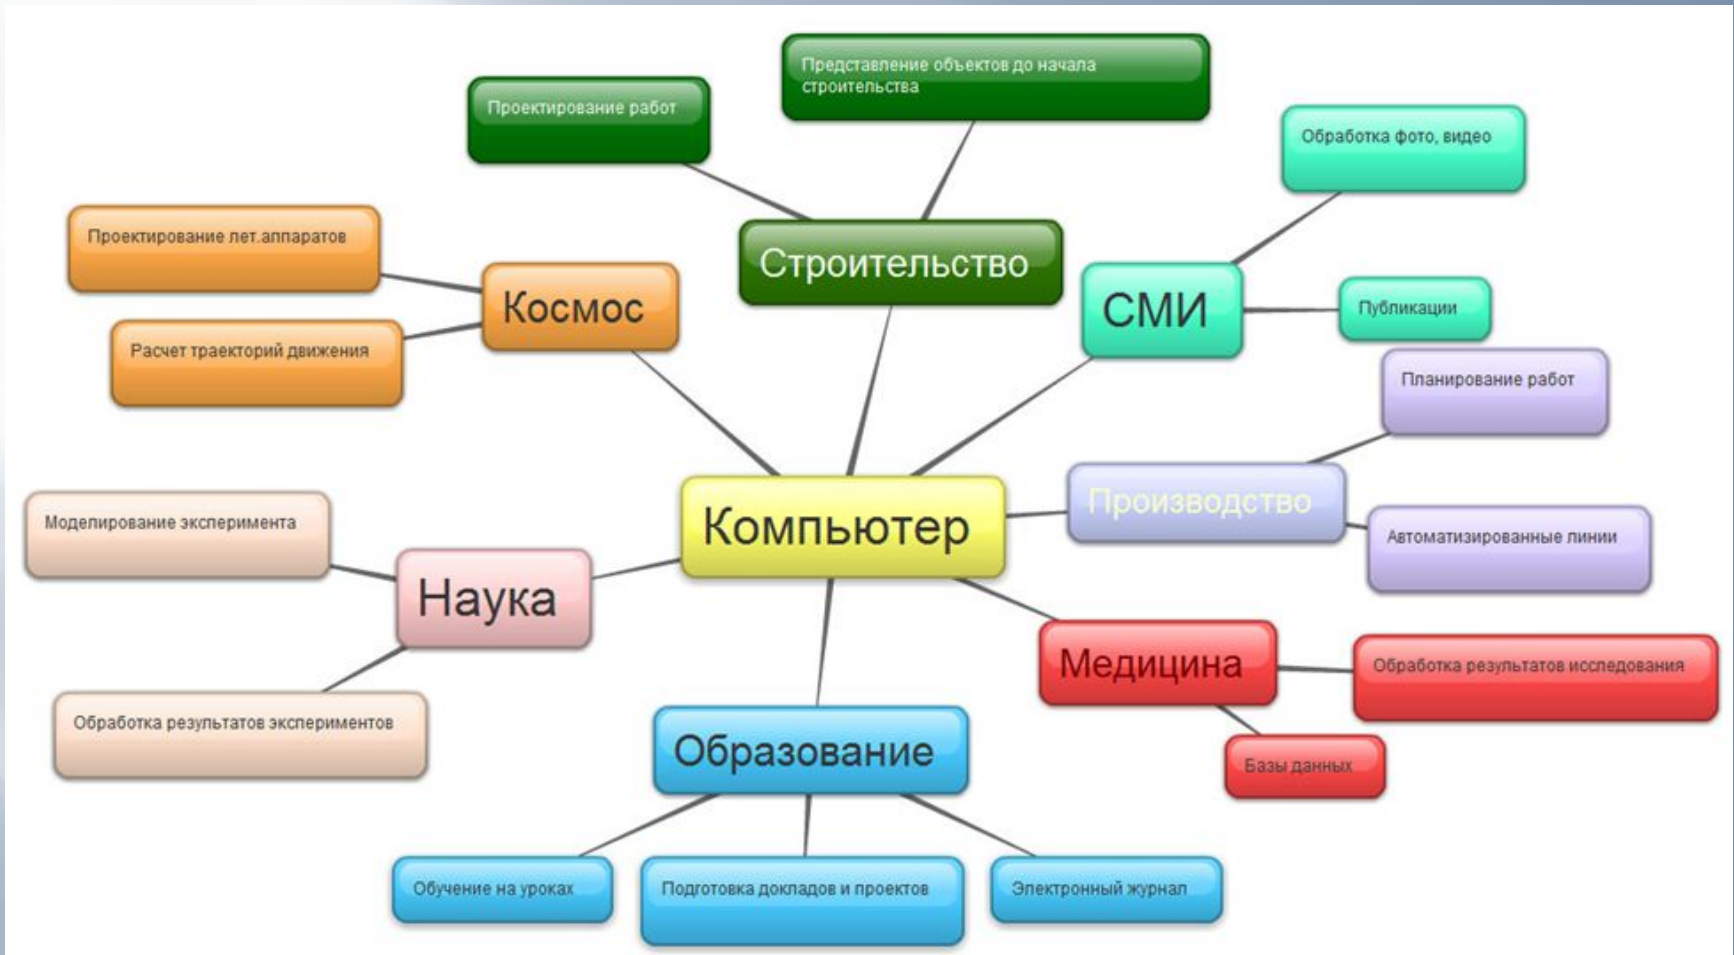 Представление объектов до начала
строительства
Проектирование работ
Обработка фото, видео
Проектирование лет.аппаратов
Строительство
Космос
СМИ
Публикации
Расчет траекторий движения
Планирование работ
Производство
Компьютер
Моделирование эксперимента
Автоматизированные линии
Наука
Медицина
Обработка результатов исследования
Обработка результатов экспериментов
Образование
Базы данных
Обучение на уроках
Подготовка докладов и проектов
Электронный журнал